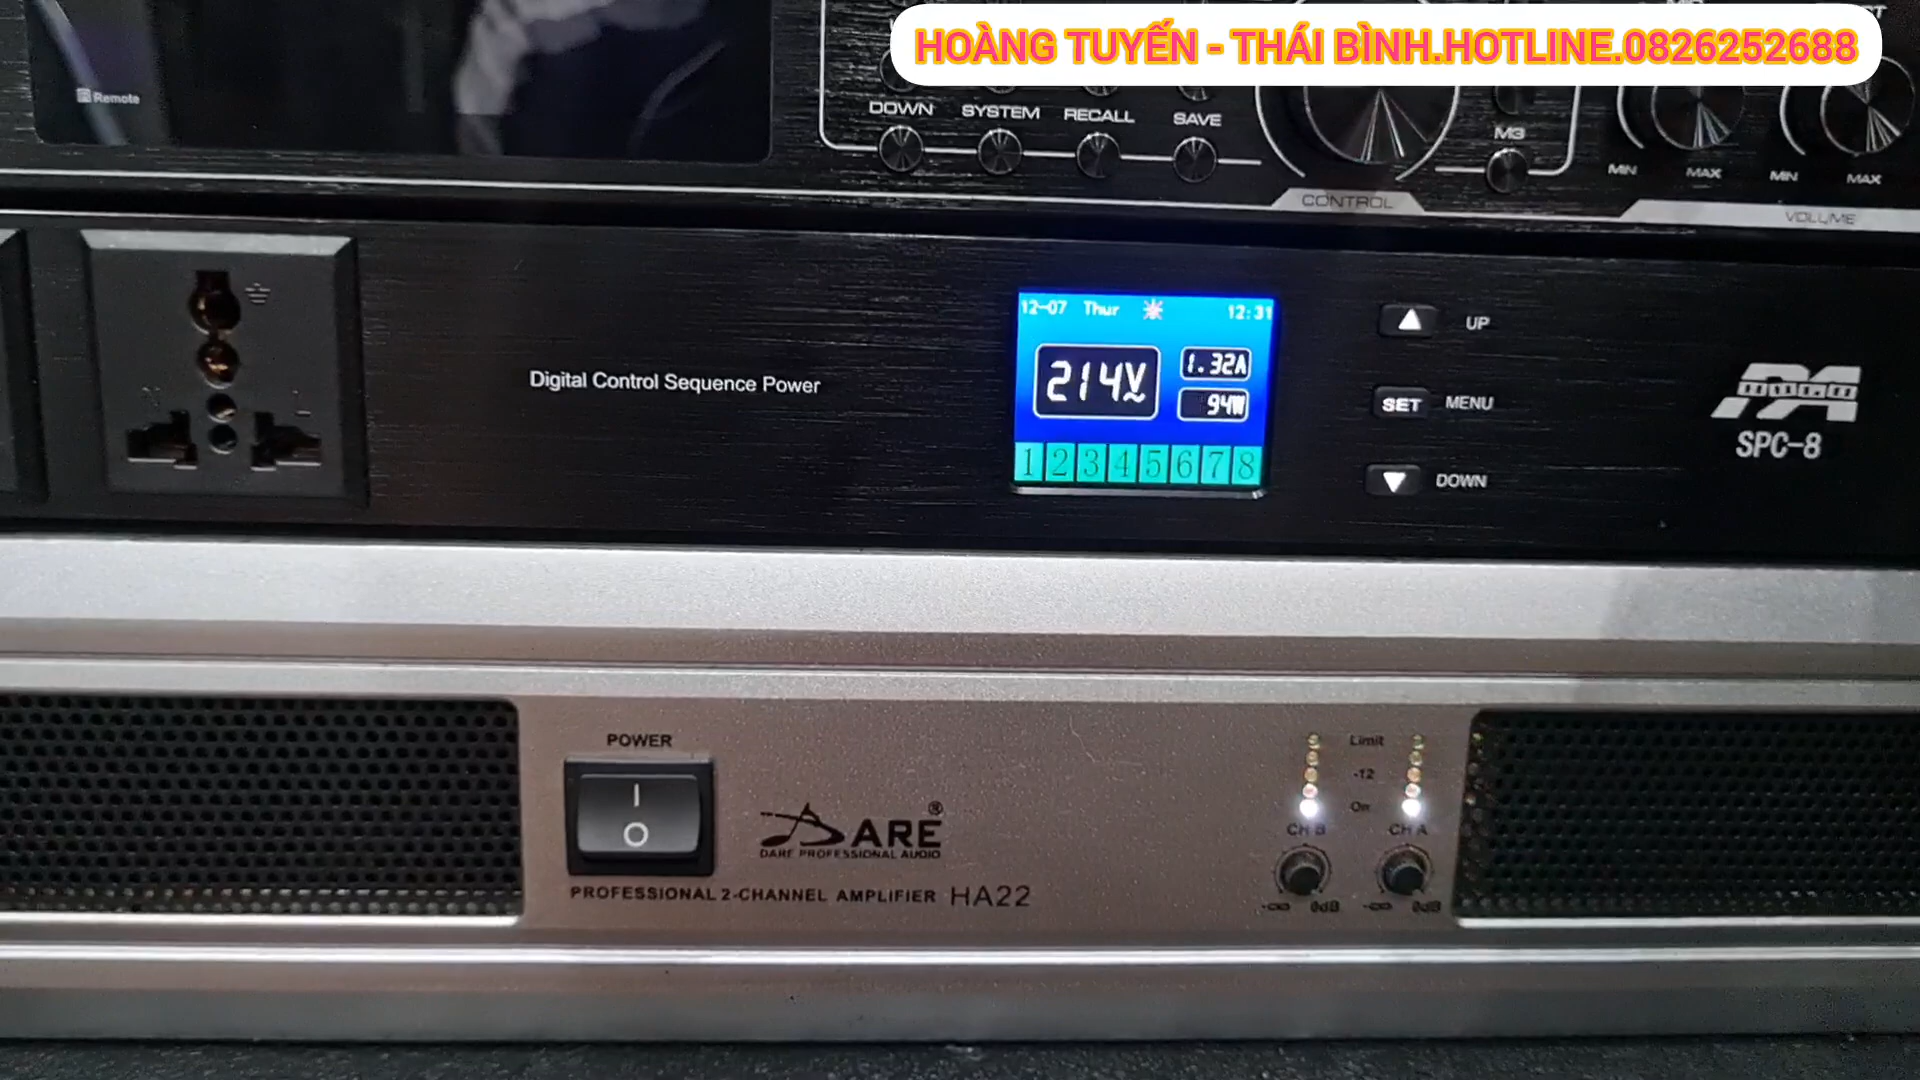 HOÀNG TUYẾN - THÁI BÌNH.HOTLINE.0826252688
Remote
DOWN SYSTEM RECALL SAVE
M3
MIN MAX MIN MAX
CONTROL
VOLUME
12-07 Thur 12:31
214V
1.32A
94W
1 2 3 4 5 6 7 8
Digital Control Sequence Power
UP
SET MENU
DOWN
SPC-8
POWER
Limit
-12
On
CH B CH A
-∞ 0dB -∞ 0dB
DARE ®
DARE PROFESSIONAL AUDIO
PROFESSIONAL 2-CHANNEL AMPLIFIER HA22